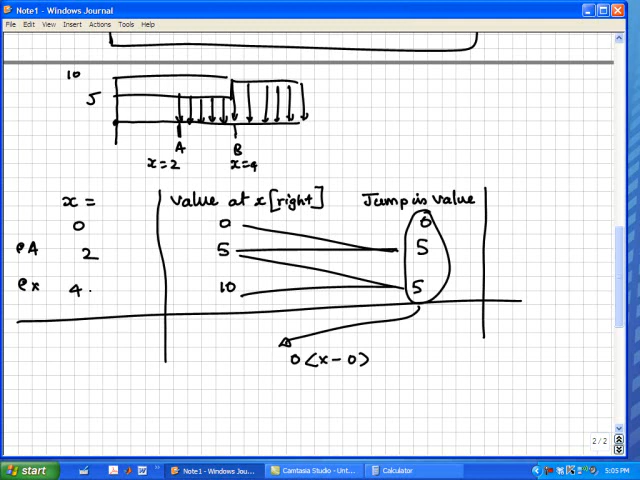 Note1 - Windows Journal
File Edit View Insert Actions Tools Help
10
5
A B
x=2 x=4
x = Value at x [right] Jump is value
0 0 0
@A 2 5 5
@x 4. 10 5
0<x-0>
2 / 2
start Note1 - Windows Jou... Camtasia Studio - Unt... Calculator 5:05 PM